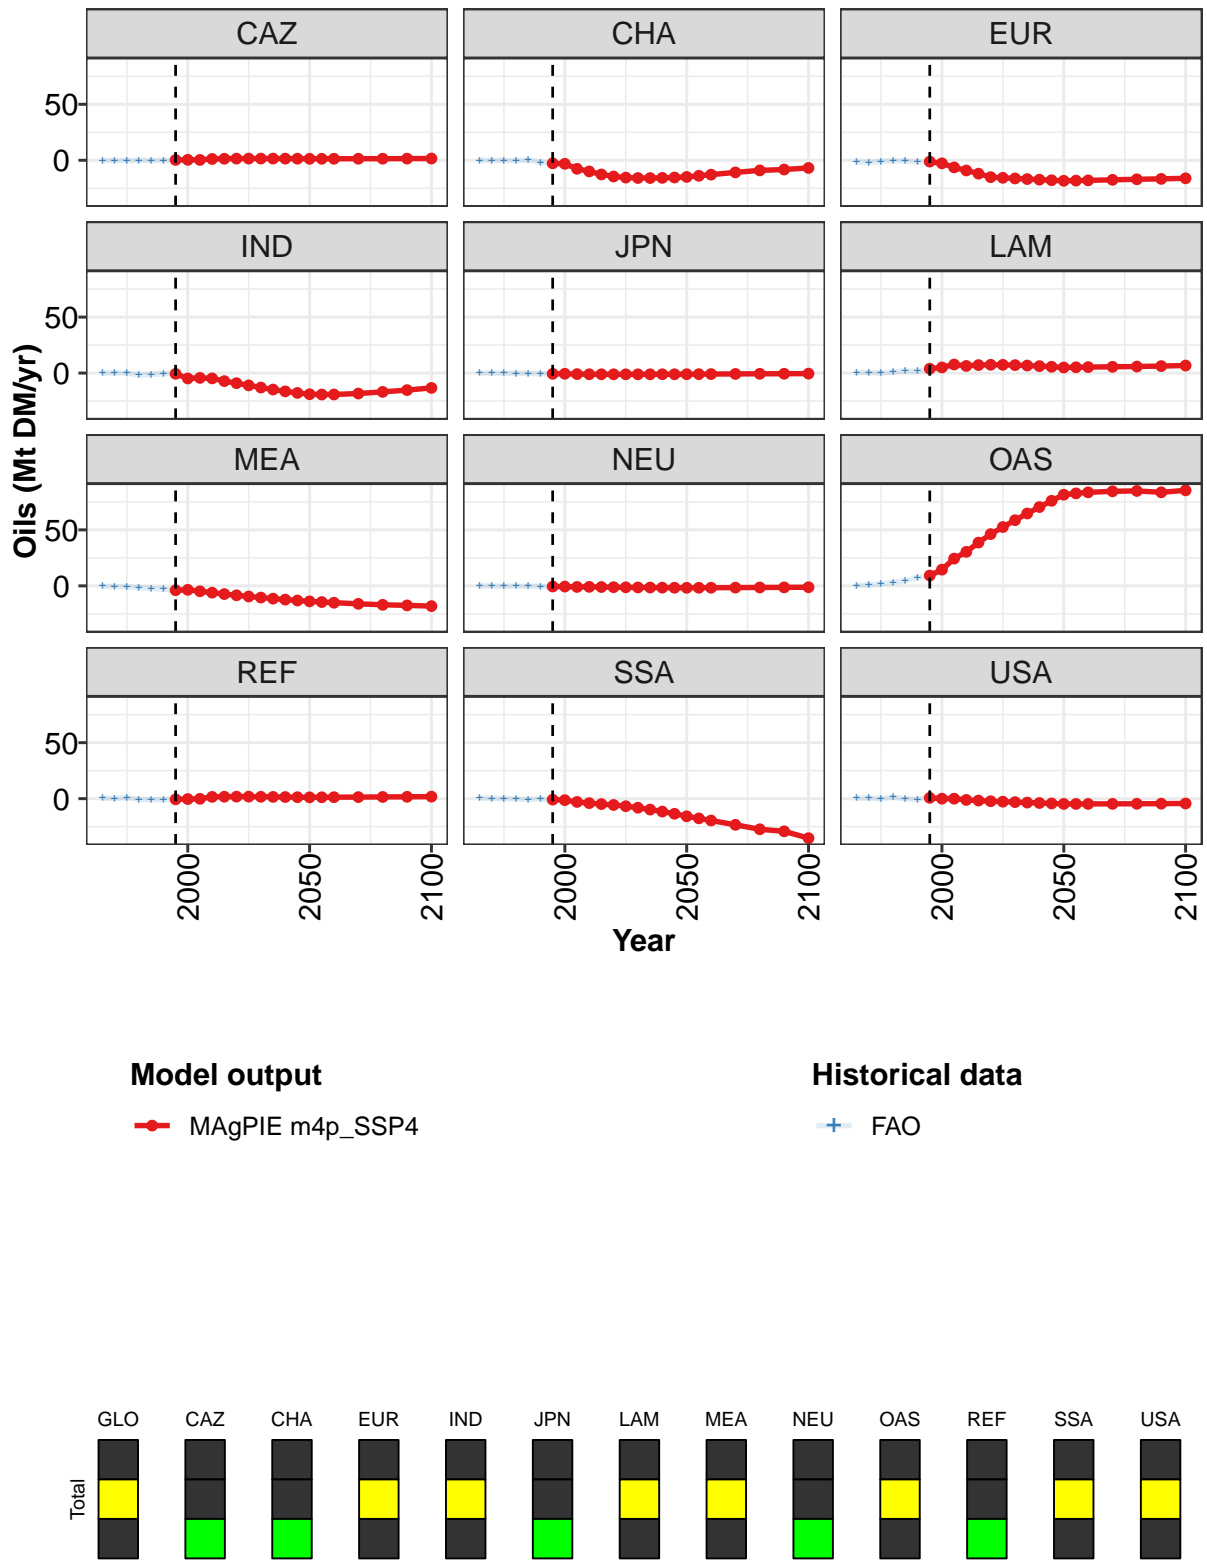 CAZ CHA EUR
50
0
IND JPN LAM
50
0
MEA NEU OAS
50
0
REF SSA USA
50
0
2000 2050 2100 2000 2050 2100 2000 2050 2100
Year
Oils (Mt DM/yr)
Model output Historical data
MAgPIE m4p_SSP4 FAO
GLO CAZ CHA EUR IND JPN LAM MEA NEU OAS REF SSA USA
Total